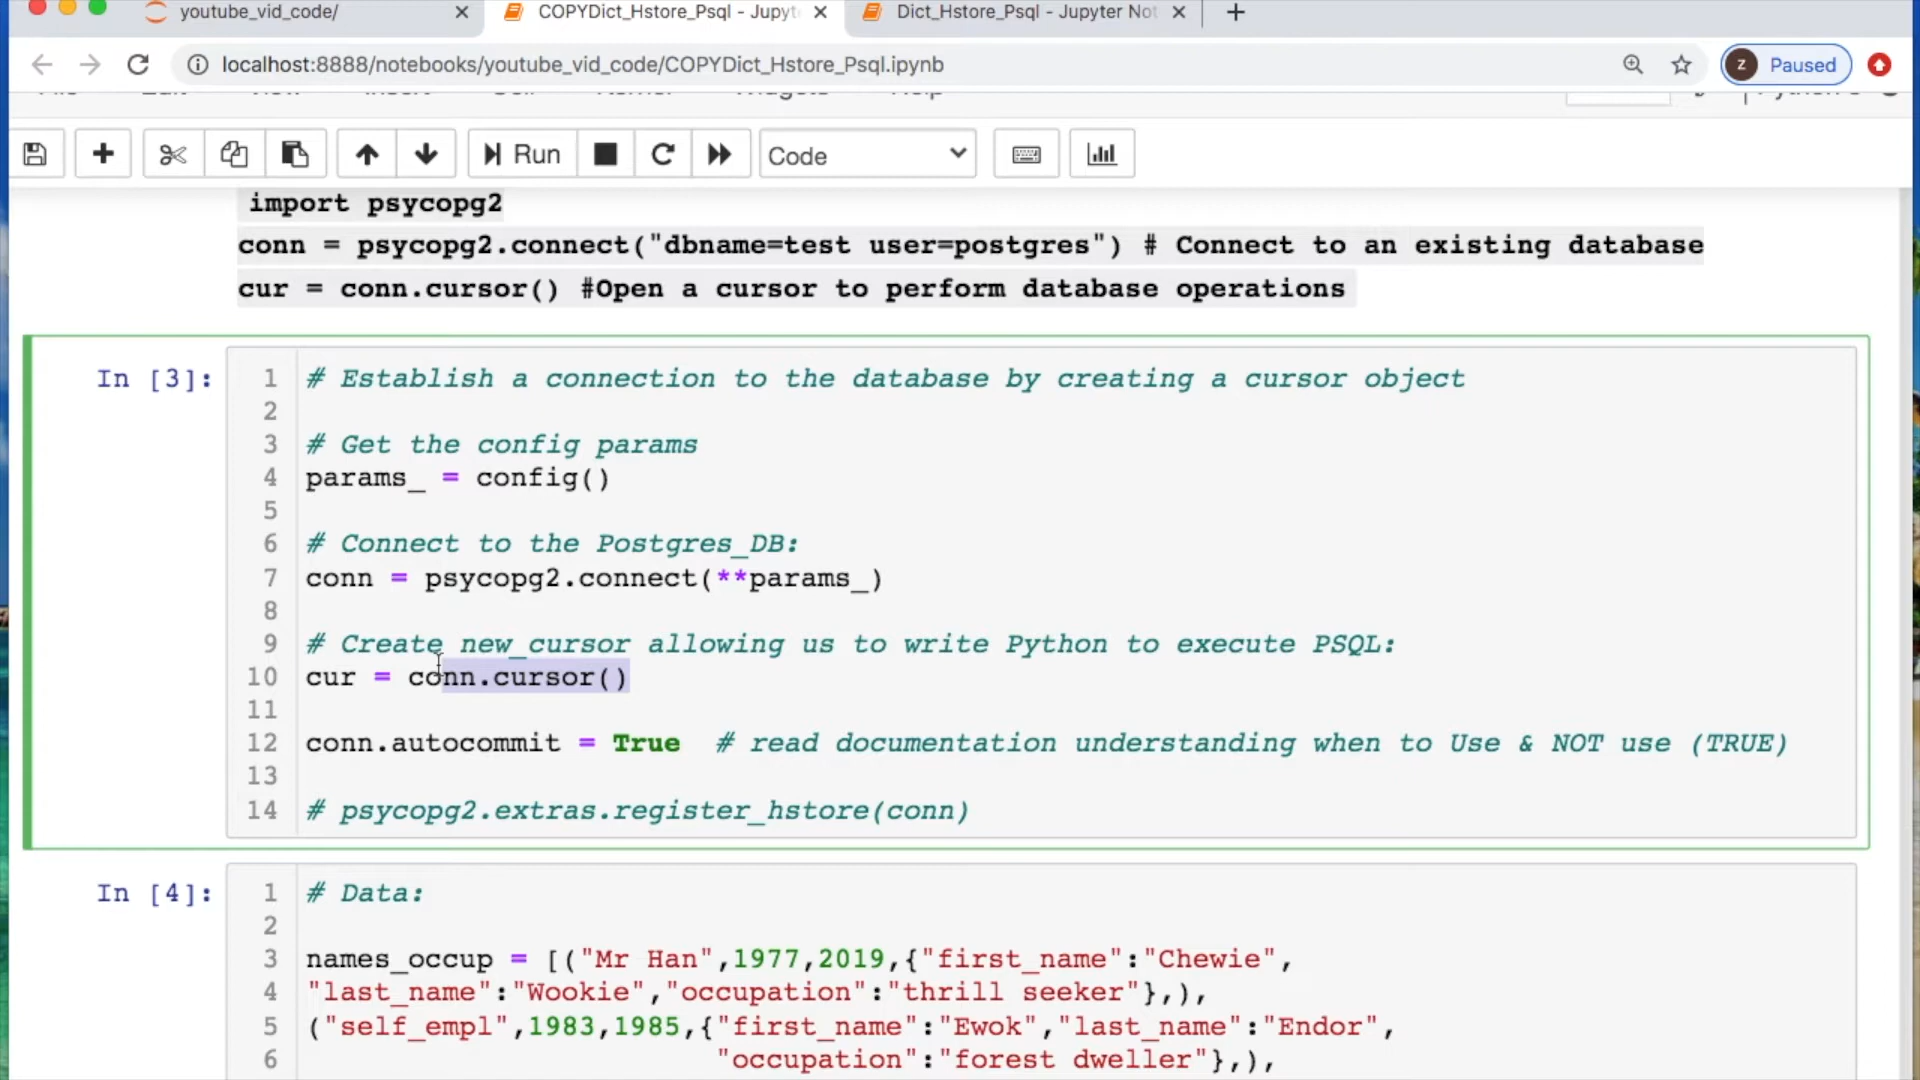 youtube_vid_code/
COPYDict_Hstore_Psql - Jupyte
Dict_Hstore_Psql - Jupyter Not
localhost:8888/notebooks/youtube_vid_code/COPYDict_Hstore_Psql.ipynb
Z
Paused
Run
Code
import psycopg2
conn = psycopg2.connect("dbname=test user=postgres") # Connect to an existing database
cur = conn.cursor() #Open a cursor to perform database operations
In [3]:
1 # Establish a connection to the database by creating a cursor object
2
3 # Get the config params
4 params_ = config()
5
6 # Connect to the Postgres_DB:
7 conn = psycopg2.connect(**params_)
8
9 # Create new_cursor allowing us to write Python to execute PSQL:
10 cur = conn.cursor()
11
12 conn.autocommit = True # read documentation understanding when to Use & NOT use (TRUE)
13
14 # psycopg2.extras.register_hstore(conn)
In [4]:
1 # Data:
2
3 names_occup = [("Mr Han",1977,2019,{"first_name":"Chewie",
4 "last_name":"Wookie","occupation":"thrill seeker"},),
5 ("self_empl",1983,1985,{"first_name":"Ewok","last_name":"Endor",
6 "occupation":"forest dweller"},),